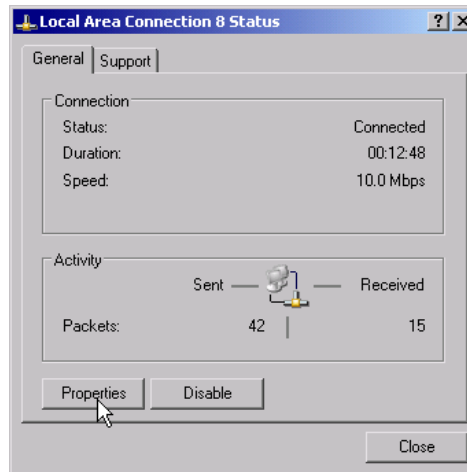 Local Area Connection 8 Status
General Support
Connection
Status: Connected
Duration: 00:12:48
Speed: 10.0 Mbps
Activity
Sent Received
Packets: 42 15
Properties Disable
Close